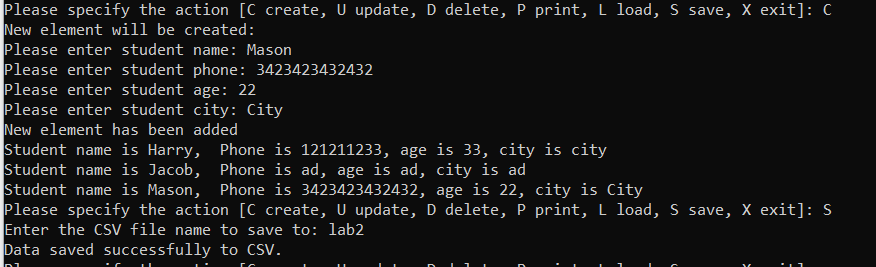 Please specify the action [C create, U update, D delete, P print, L load, S save, X exit]: C
New element will be created:
Please enter student name: Mason
Please enter student phone: 3423423432432
Please enter student age: 22
Please enter student city: City
New element has been added
Student name is Harry,  Phone is 121211233, age is 33, city is city
Student name is Jacob,  Phone is ad, age is ad, city is ad
Student name is Mason,  Phone is 3423423432432, age is 22, city is City
Please specify the action [C create, U update, D delete, P print, L load, S save, X exit]: S
Enter the CSV file name to save to: lab2
Data saved successfully to CSV.